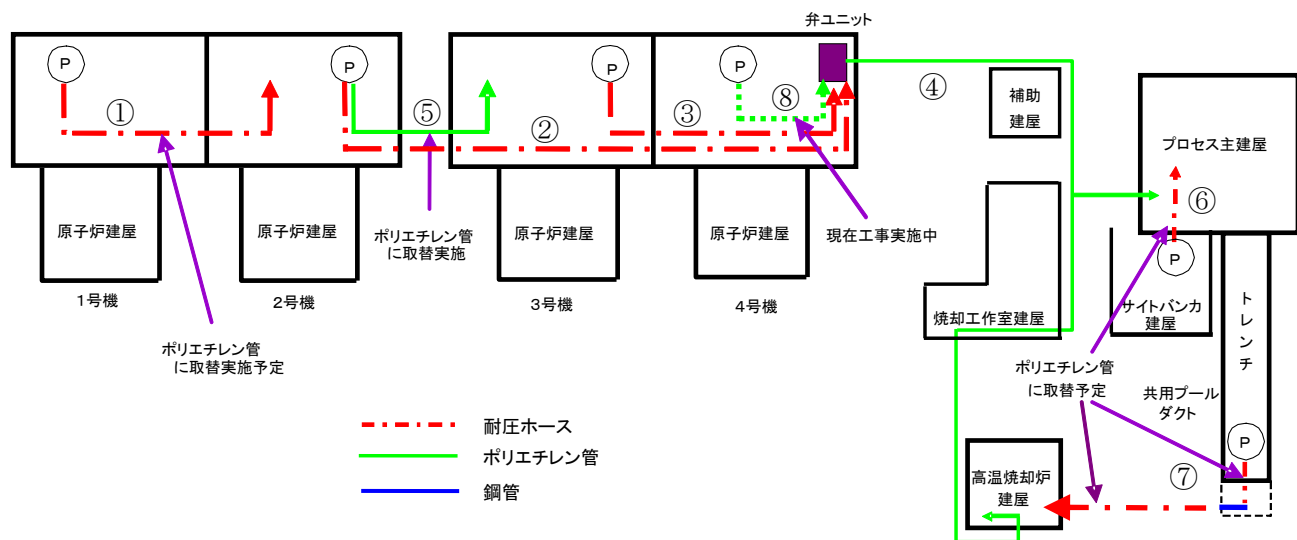 弁ユニット
P
P
P
P
①
⑤
②
③
⑧
④
補助
建屋
プロセス主建屋
⑥
P
原子炉建屋
原子炉建屋
原子炉建屋
原子炉建屋
ポリエチレン管
に取替実施
現在工事実施中
1号機
2号機
3号機
4号機
焼却工作室建屋
サイトバンカ
建屋
トレンチ
ポリエチレン管
に取替実施予定
ポリエチレン管
に取替予定
共用プール
ダクト
P
耐圧ホース
ポリエチレン管
鋼管
高温焼却炉
建屋
⑦